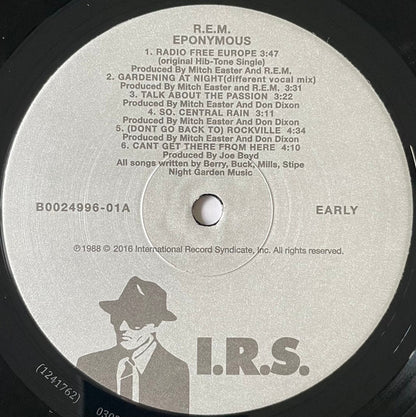 R.E.M.
EPONYMOUS
1. RADIO FREE EUROPE 3:47
(original Hib-Tone Single)
Produced By Mitch Easter And R.E.M.
2. GARDENING AT NIGHT(different vocal mix)
Produced By Mitch Easter and R.E.M. 3:31
3. TALK ABOUT THE PASSION 3:22
Produced By Mitch Easter And Don Dixon
4. SO. CENTRAL RAIN 3:11
Produced By Mitch Easter And Don Dixon
5. (DONT GO BACK TO) ROCKVILLE 4:34
Produced By Mitch Easter And Don Dixon
6. CANT GET THERE FROM HERE 4:10
Produced By Joe Boyd
All songs written by Berry, Buck, Mills, Stipe
Night Garden Music
B0024996-01A
EARLY
℗1988 © 2016 International Record Syndicate, Inc. All rights reserved.
I.R.S.
(1241762)